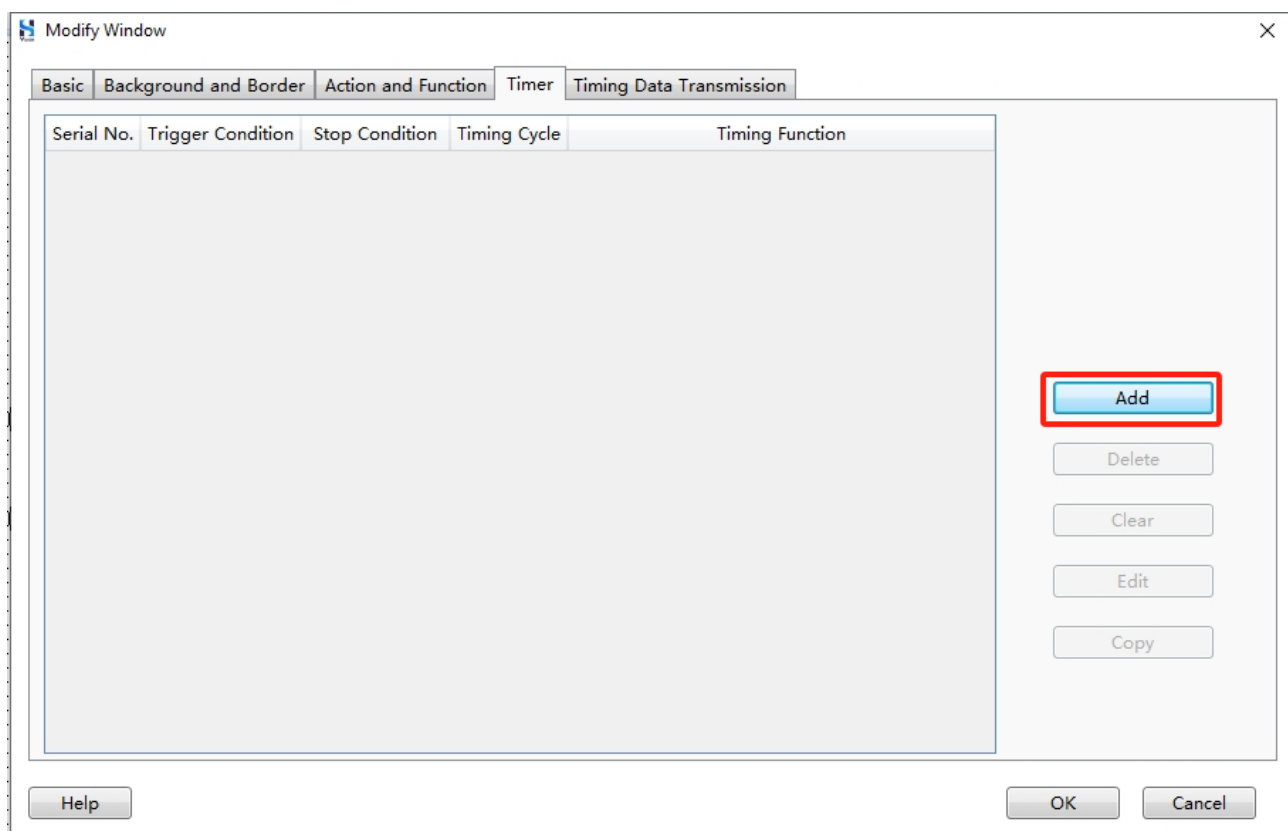 Modify Window
Basic Background and Border Action and Function Timer Timing Data Transmission
Serial No. Trigger Condition Stop Condition Timing Cycle Timing Function
Add
Delete
Clear
Edit
Copy
Help OK Cancel